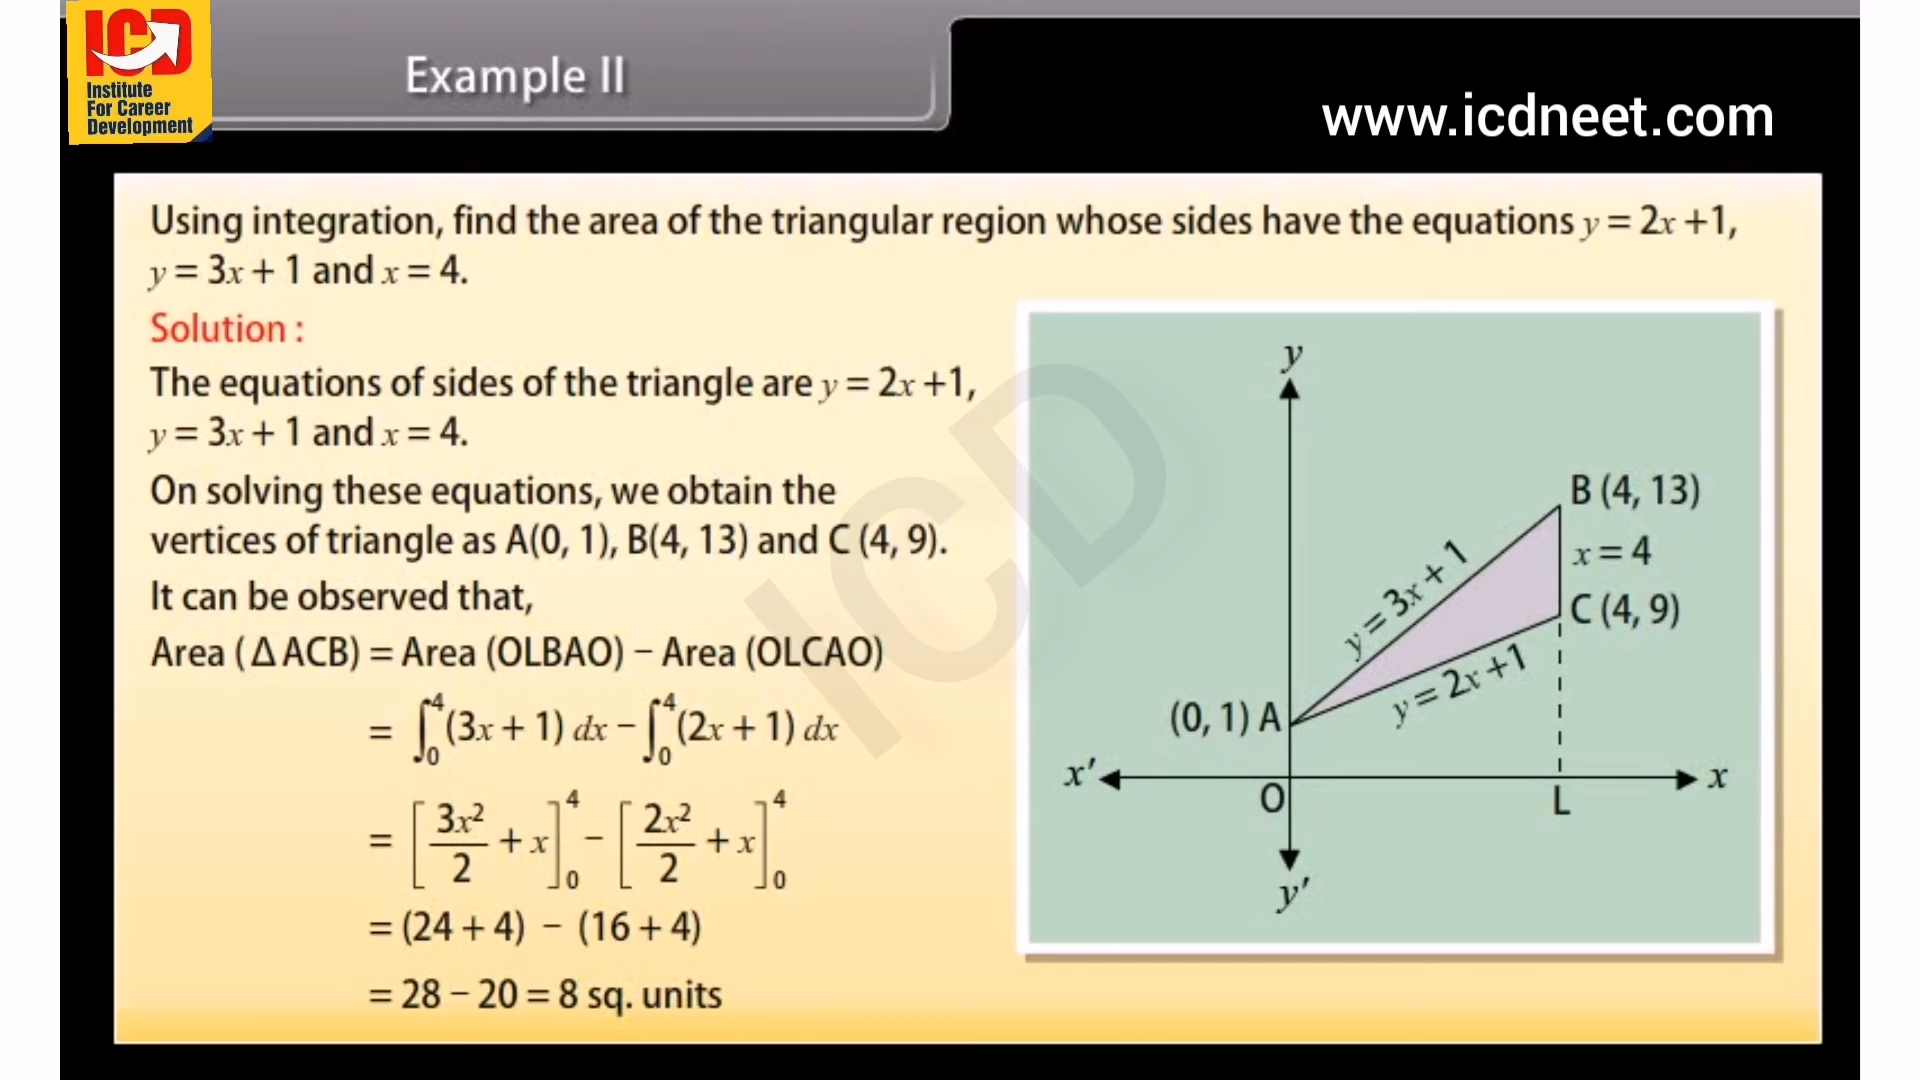 ICD
Institute
For Career
Development
Example II
www.icdneet.com
Using integration, find the area of the triangular region whose sides have the equations y = 2x +1,
y = 3x + 1 and x = 4.
Solution :
The equations of sides of the triangle are y = 2x +1,
y = 3x + 1 and x = 4.
On solving these equations, we obtain the
vertices of triangle as A(0, 1), B(4, 13) and C (4, 9).
It can be observed that,
Area (Δ ACB) = Area (OLBAO) – Area (OLCAO)
= ∫₀⁴ (3x + 1) dx – ∫₀⁴ (2x + 1) dx
= [3x²/2 + x]₀⁴ – [2x²/2 + x]₀⁴
= (24 + 4) – (16 + 4)
= 28 – 20 = 8 sq. units
y
B (4, 13)
x = 4
y = 3x + 1
C (4, 9)
y = 2x +1
(0, 1) A
x′
x
O
L
y′
ICD